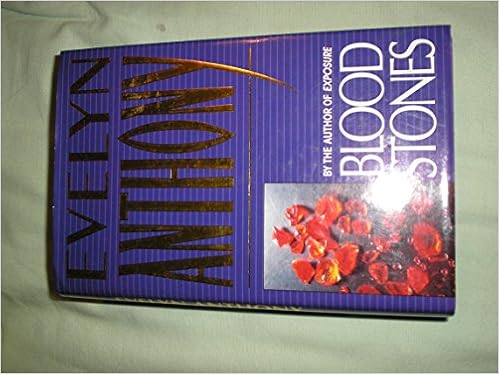 EVELYN
ANTHONY
BY THE AUTHOR OF EXPOSURE
BLOOD
STONES